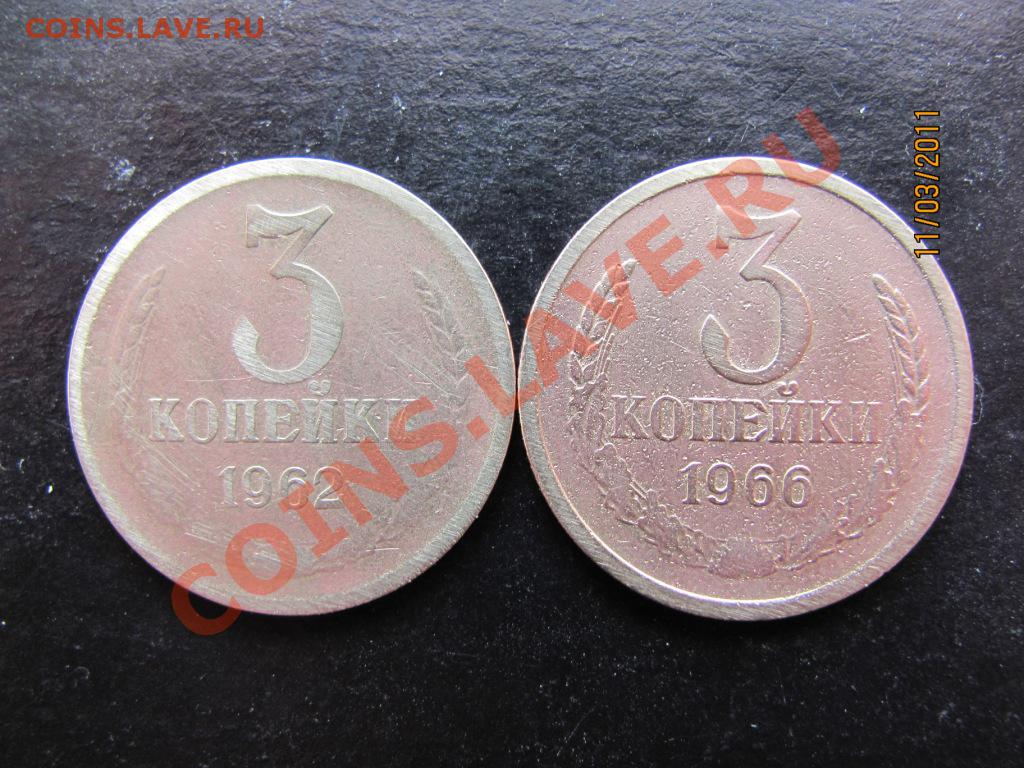 COINS.LAVE.RU
11/03/2011
3
КОПЕЙКИ
1962
3
КОПЕЙКИ
1966
COINS.LAVE.RU